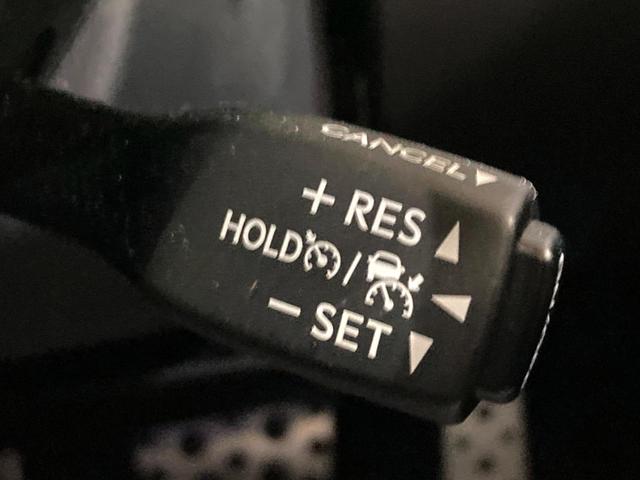 CANCEL
+ RES
HOLD /
− SET